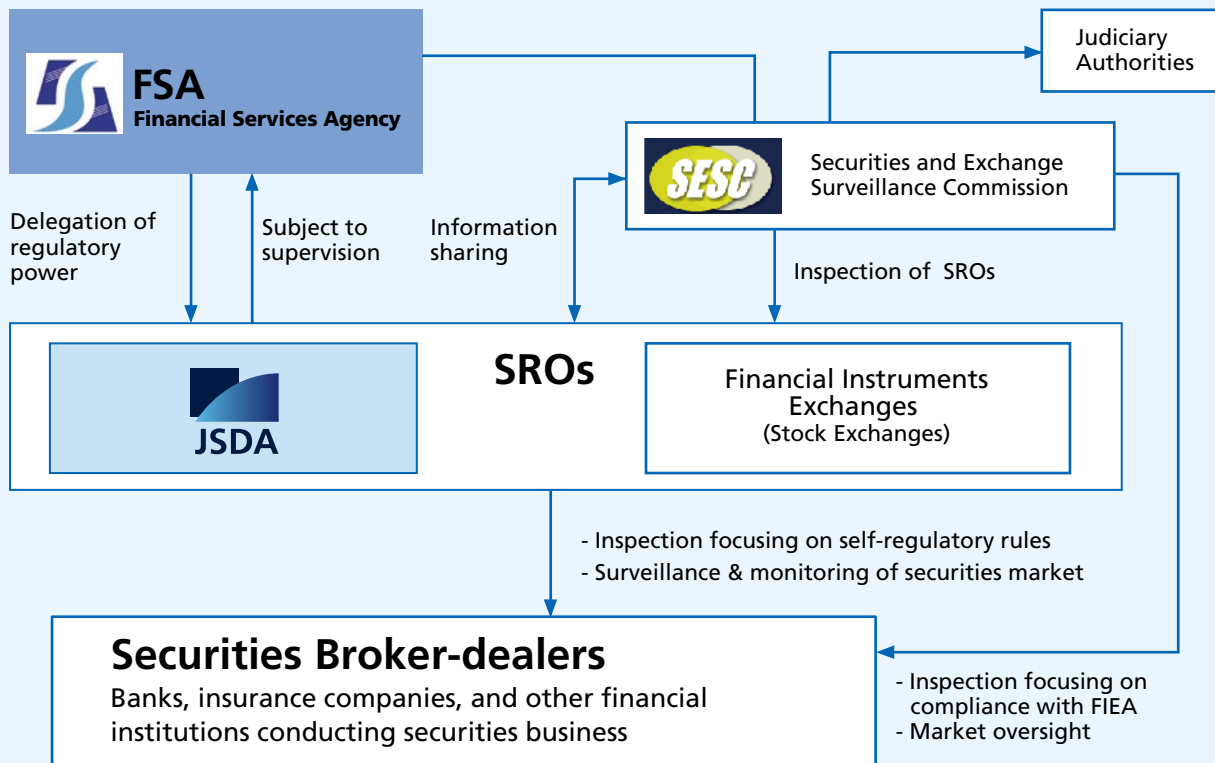 FSA
Financial Services Agency
Judiciary
Authorities
SESC
Securities and Exchange
Surveillance Commission
Delegation of
regulatory
power
Subject to
supervision
Information
sharing
Inspection of SROs
JSDA
SROs
Financial Instruments
Exchanges
(Stock Exchanges)
- Inspection focusing on self-regulatory rules
- Surveillance & monitoring of securities market
Securities Broker-dealers
Banks, insurance companies, and other financial
institutions conducting securities business
- Inspection focusing on
compliance with FIEA
- Market oversight